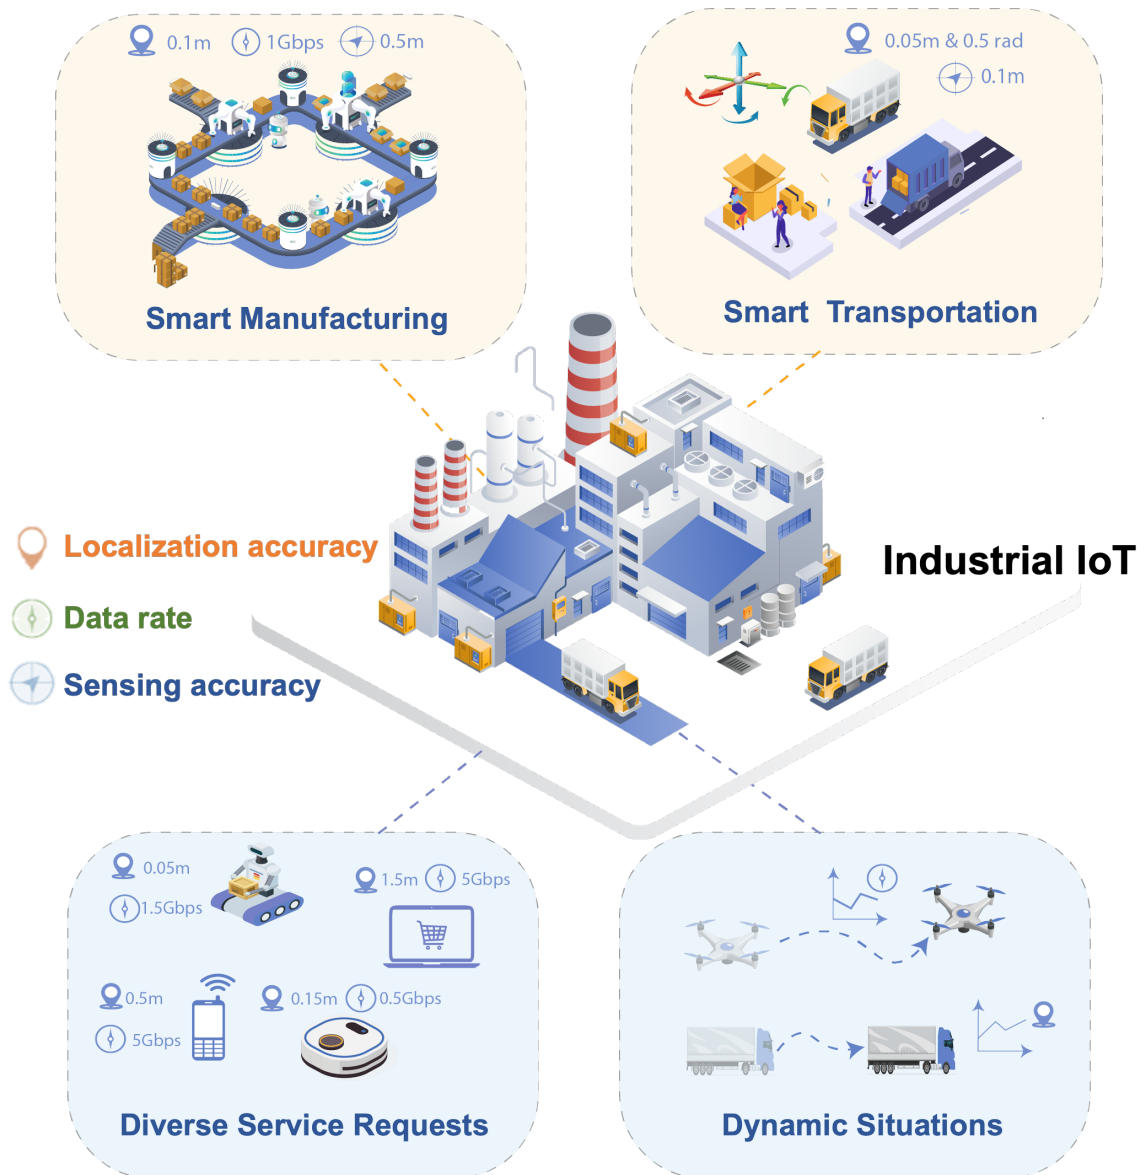 0.1m 1Gbps 0.5m
Smart Manufacturing
0.05m & 0.5 rad
0.1m
Smart Transportation
Localization accuracy
Data rate
Sensing accuracy
Industrial IoT
0.05m
1.5Gbps
1.5m 5Gbps
0.5m
5Gbps
0.15m 0.5Gbps
Diverse Service Requests
Dynamic Situations